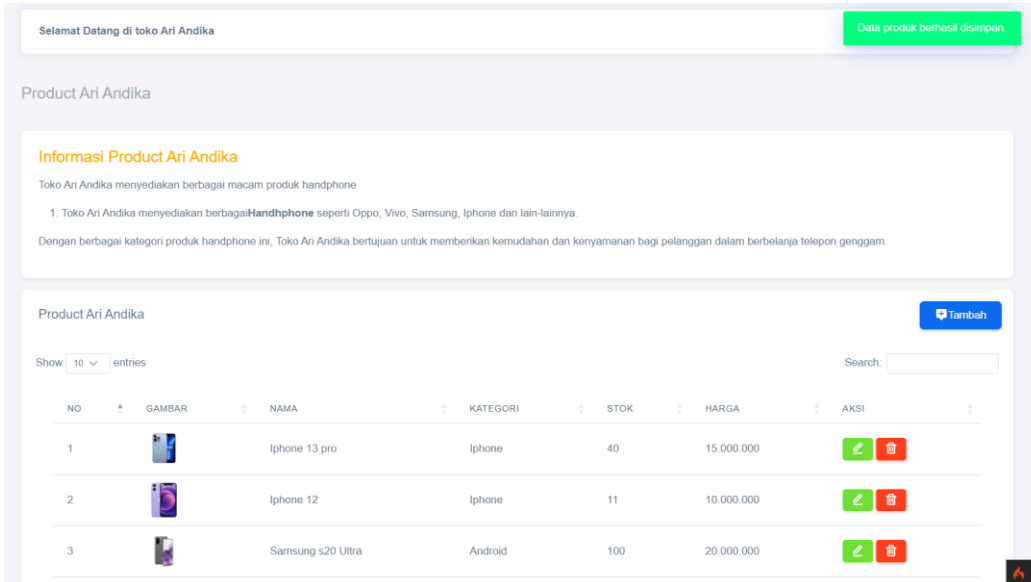 Selamat Datang di toko Ari Andika
Data produk berhasil disimpan.
Product Ari Andika
Informasi Product Ari Andika
Toko Ari Andika menyediakan berbagai macam produk handphone
1. Toko Ari Andika menyediakan berbagaiHandhphone seperti Oppo, Vivo, Samsung, Iphone dan lain-lainnya.
Dengan berbagai kategori produk handphone ini, Toko Ari Andika bertujuan untuk memberikan kemudahan dan kenyamanan bagi pelanggan dalam berbelanja telepon genggam.
Product Ari Andika
Tambah
Show 10 entries
Search:
NO GAMBAR NAMA KATEGORI STOK HARGA AKSI
1 Iphone 13 pro Iphone 40 15.000.000
2 Iphone 12 Iphone 11 10.000.000
3 Samsung s20 Ultra Android 100 20.000.000